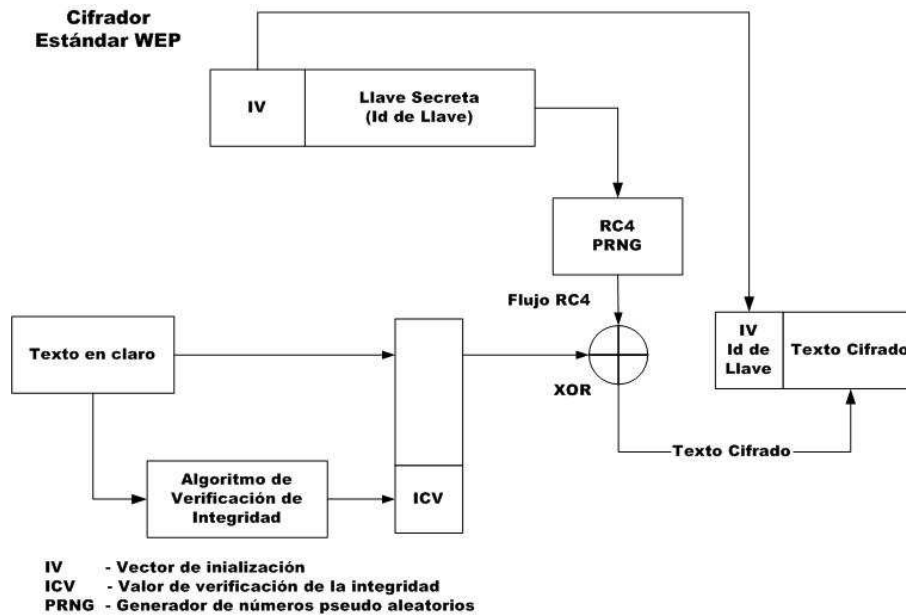 Cifrador
Estándar WEP
IV
Llave Secreta
(Id de Llave)
RC4
PRNG
Flujo RC4
Texto en claro
IV
Id de
Llave
Texto Cifrado
XOR
Texto Cifrado
Algoritmo de
Verificación de
Integridad
ICV
IV - Vector de inialización
ICV - Valor de verificación de la integridad
PRNG - Generador de números pseudo aleatorios